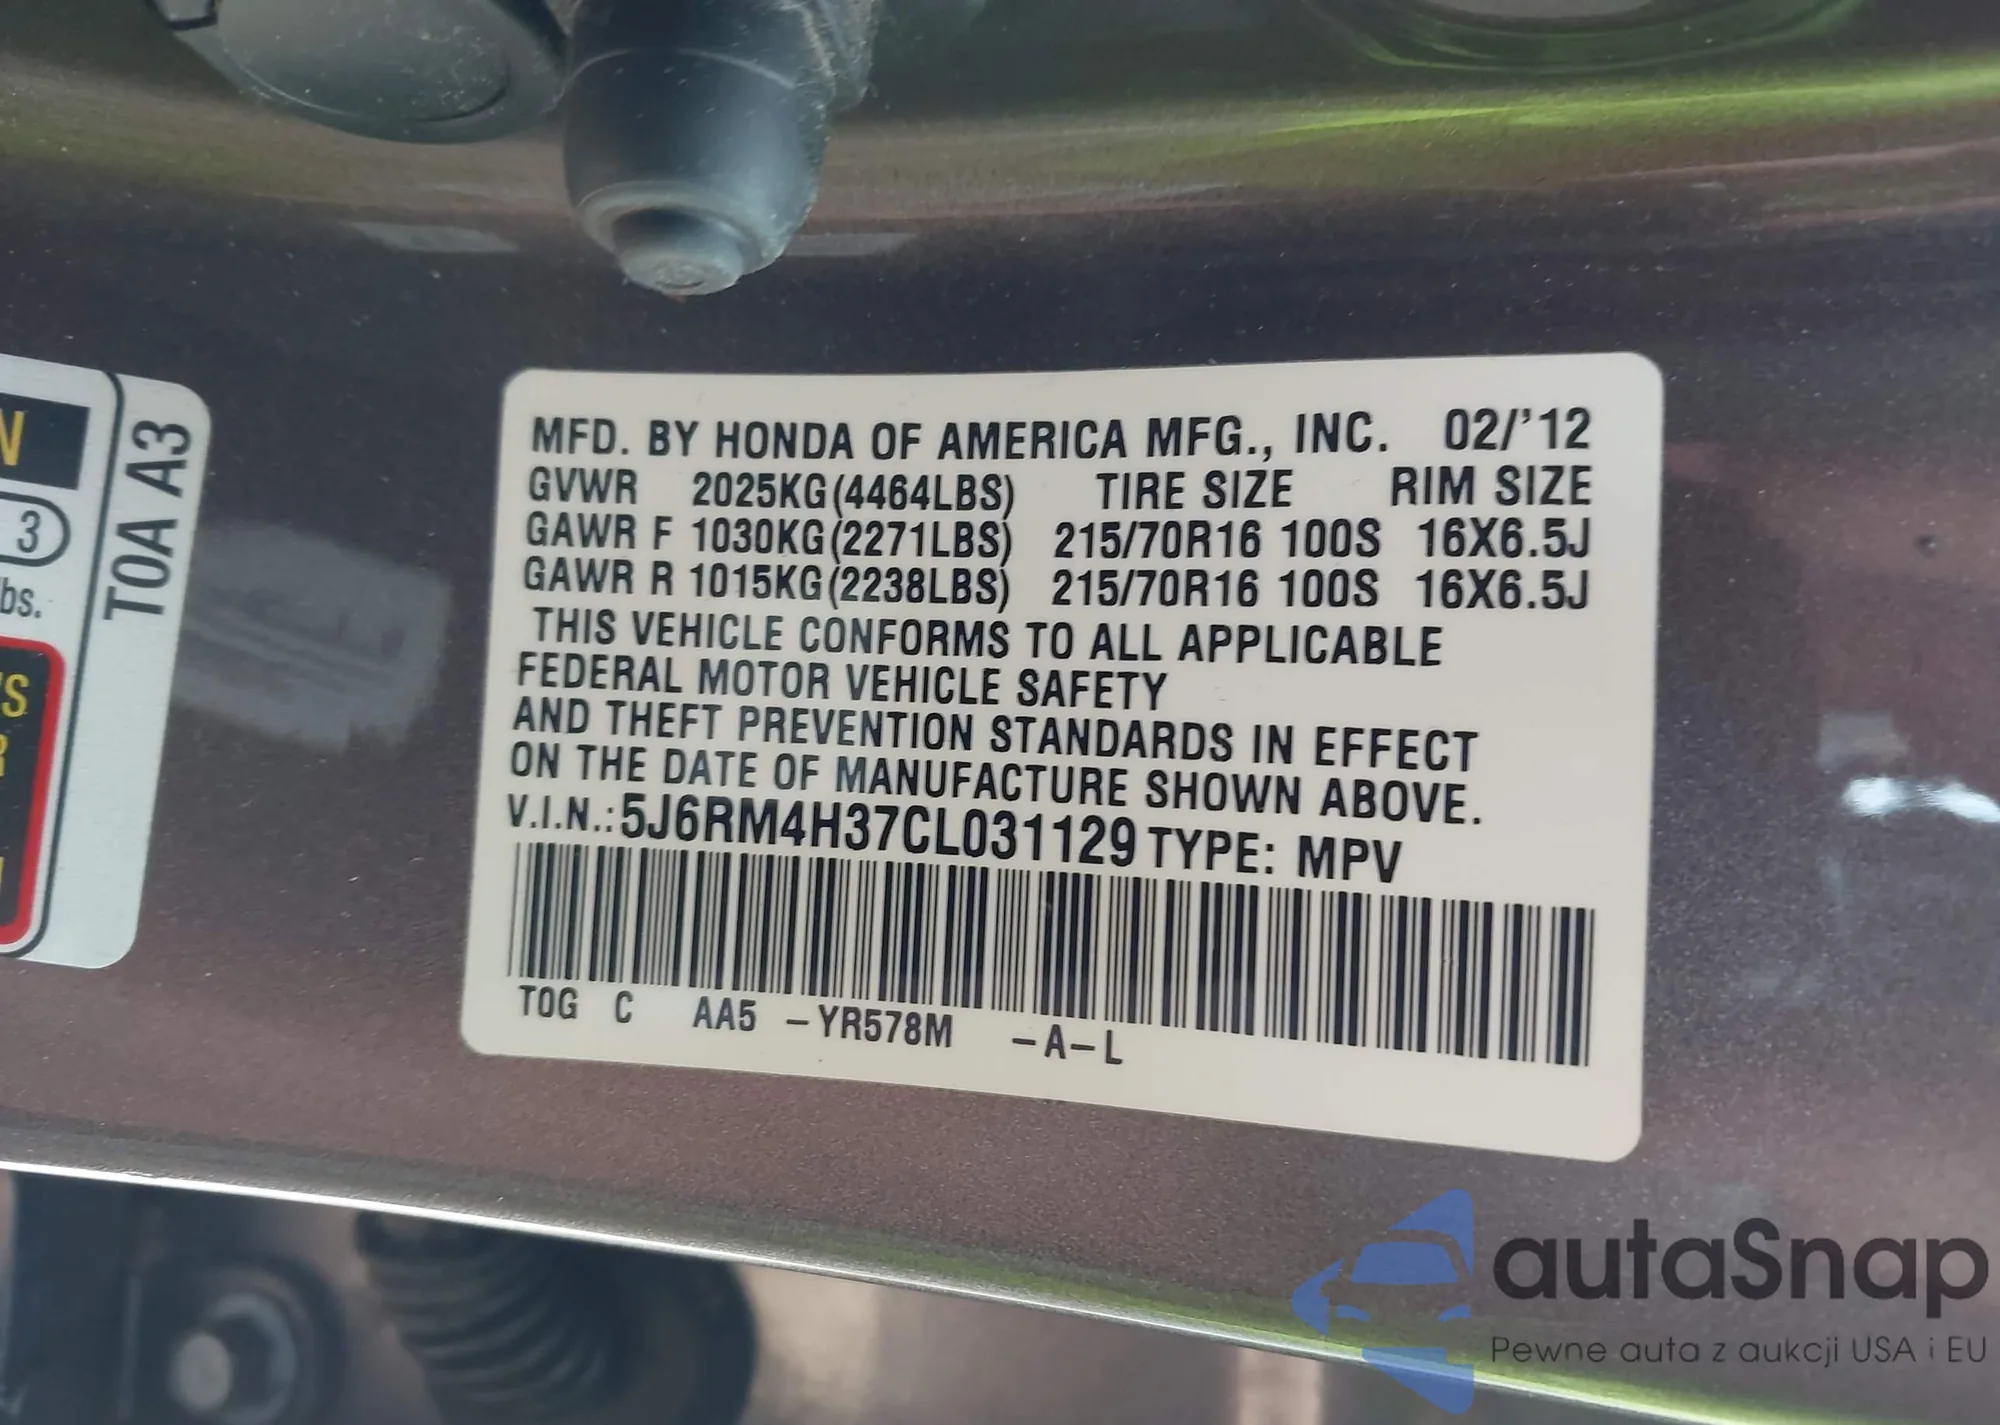 MFD. BY HONDA OF AMERICA MFG., INC. 02/'12
GVWR 2025KG(4464LBS) TIRE SIZE RIM SIZE
GAWR F 1030KG(2271LBS) 215/70R16 100S 16X6.5J
GAWR R 1015KG(2238LBS) 215/70R16 100S 16X6.5J
THIS VEHICLE CONFORMS TO ALL APPLICABLE
FEDERAL MOTOR VEHICLE SAFETY
AND THEFT PREVENTION STANDARDS IN EFFECT
ON THE DATE OF MANUFACTURE SHOWN ABOVE.
V.I.N.: 5J6RM4H37CL031129 TYPE: MPV
T0G C AA5 -YR578M -A-L
T0A A3
3
lbs.
autaSnap
Pewne auta z aukcji USA i EU